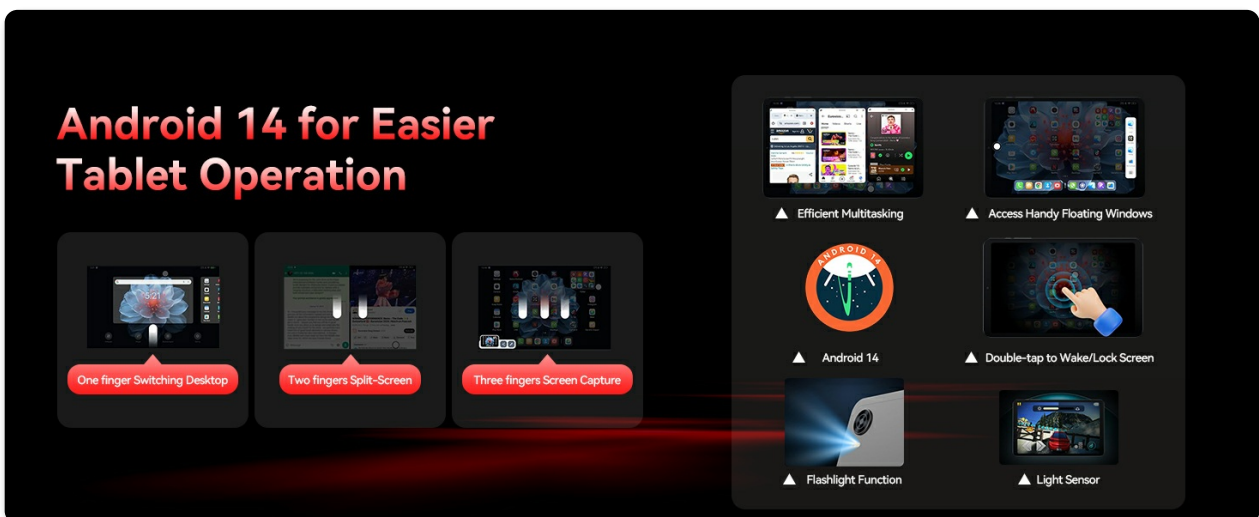 Android 14 for Easier
Tablet Operation
One finger Switching Desktop
Two fingers Split-Screen
Three fingers Screen Capture
Efficient Multitasking
Access Handy Floating Windows
ANDROID 14
Android 14
Double-tap to Wake/Lock Screen
Flashlight Function
Light Sensor